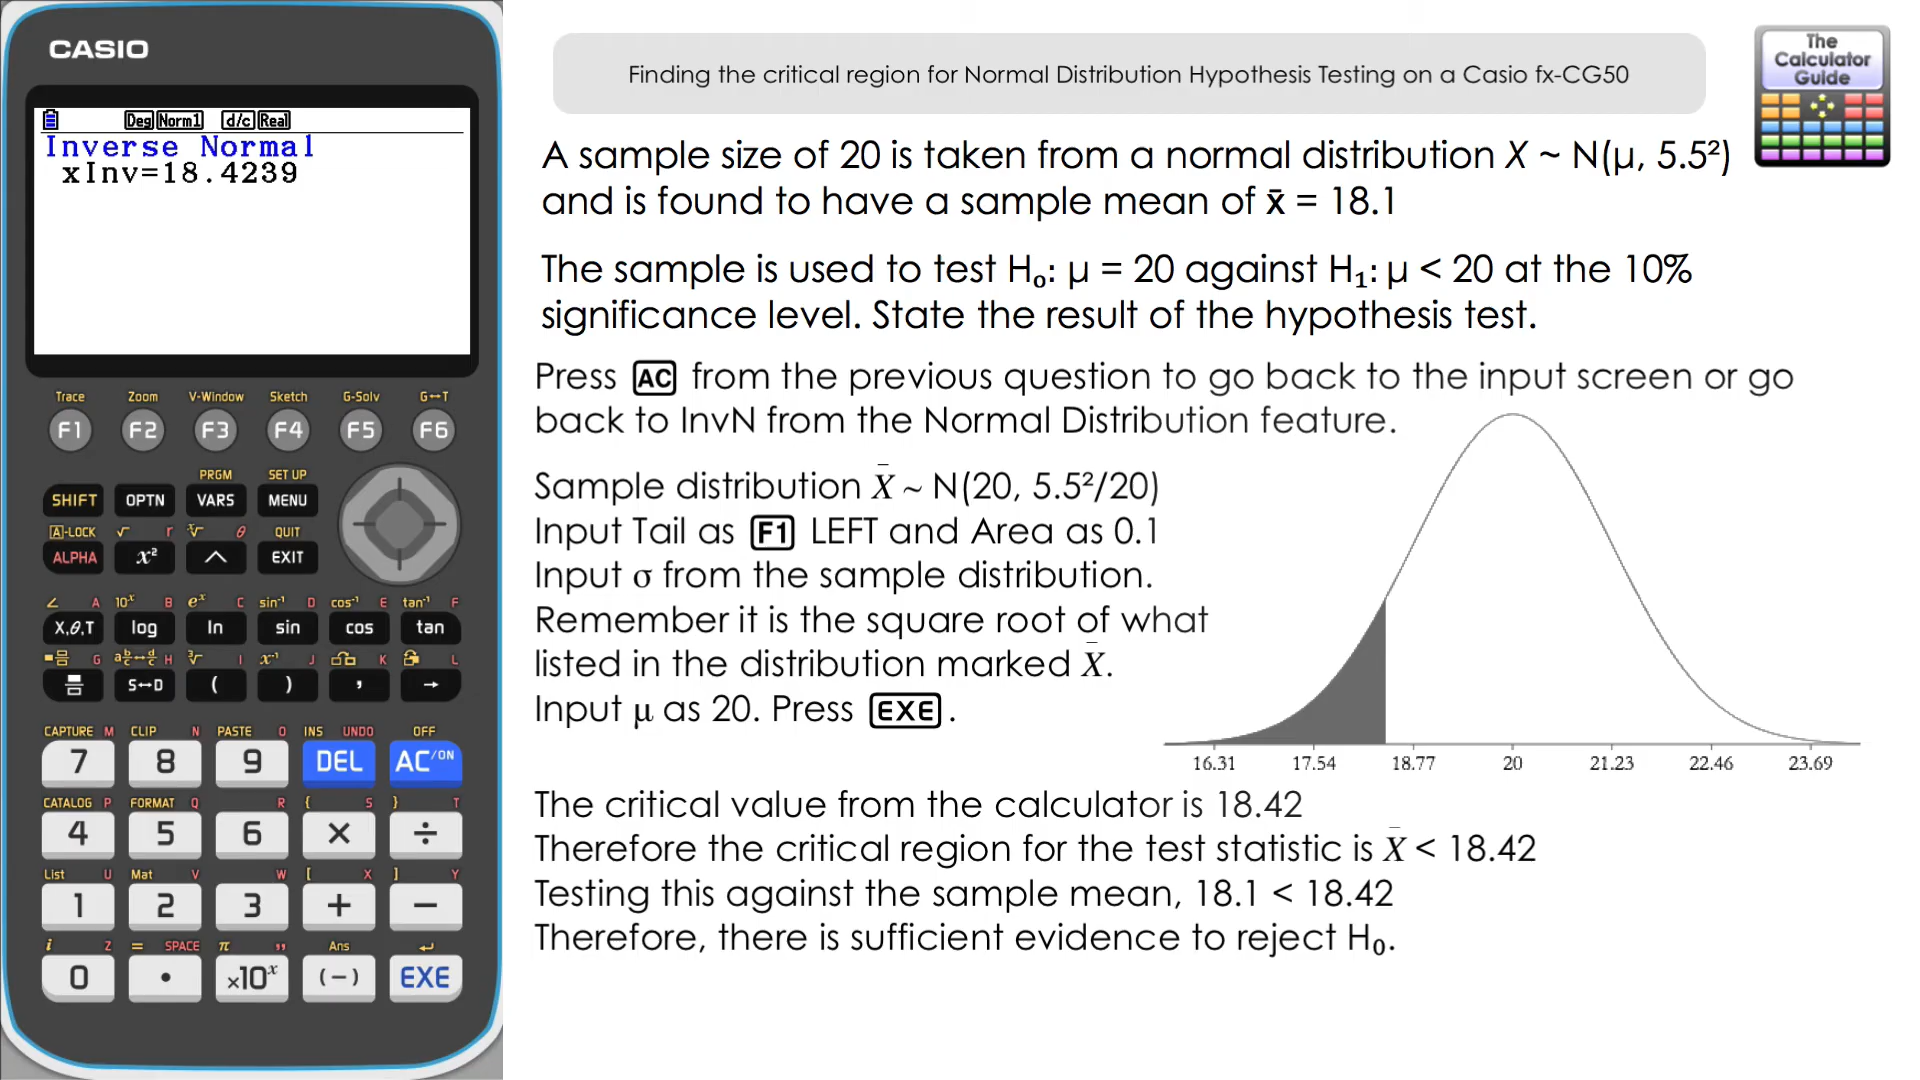 CASIO
Deg Norm1 d/c Real
Inverse Normal
xInv=18.4239
Trace Zoom V-Window Sketch G-Solv G↔T
F1 F2 F3 F4 F5 F6
PRGM SET UP
SHIFT OPTN VARS MENU
A-LOCK √ r ˣ√ θ QUIT
ALPHA x² ^ EXIT
∠ A 10ˣ B eˣ C sin⁻¹ D cos⁻¹ E tan⁻¹ F
X,θ,T log ln sin cos tan
G a b/c ↔ d/c H ³√ I x⁻¹ J K L
S↔D ( ) , →
CAPTURE M CLIP N PASTE O INS UNDO OFF
7 8 9 DEL AC/ON
CATALOG P FORMAT Q R { S } T
4 5 6 × ÷
List U Mat V W [ X ] Y
1 2 3 + −
i Z = SPACE π " Ans ↵
0 • ×10ˣ (−) EXE
Finding the critical region for Normal Distribution Hypothesis Testing on a Casio fx-CG50
The
Calculator
Guide
A sample size of 20 is taken from a normal distribution X ~ N(μ, 5.5²)
and is found to have a sample mean of x̄ = 18.1
The sample is used to test H₀: μ = 20 against H₁: μ < 20 at the 10%
significance level. State the result of the hypothesis test.
Press AC from the previous question to go back to the input screen or go
back to InvN from the Normal Distribution feature.
Sample distribution X̄ ~ N(20, 5.5²/20)
Input Tail as F1 LEFT and Area as 0.1
Input σ from the sample distribution.
Remember it is the square root of what
listed in the distribution marked X̄.
Input μ as 20. Press EXE.
16.31 17.54 18.77 20 21.23 22.46 23.69
The critical value from the calculator is 18.42
Therefore the critical region for the test statistic is X̄ < 18.42
Testing this against the sample mean, 18.1 < 18.42
Therefore, there is sufficient evidence to reject H₀.